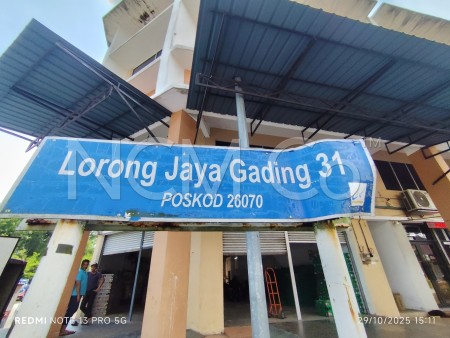 Lorong Jaya Gading 31
POSKOD 26070
REDMI NOTE 13 PRO 5G
29/10/2025 15:11